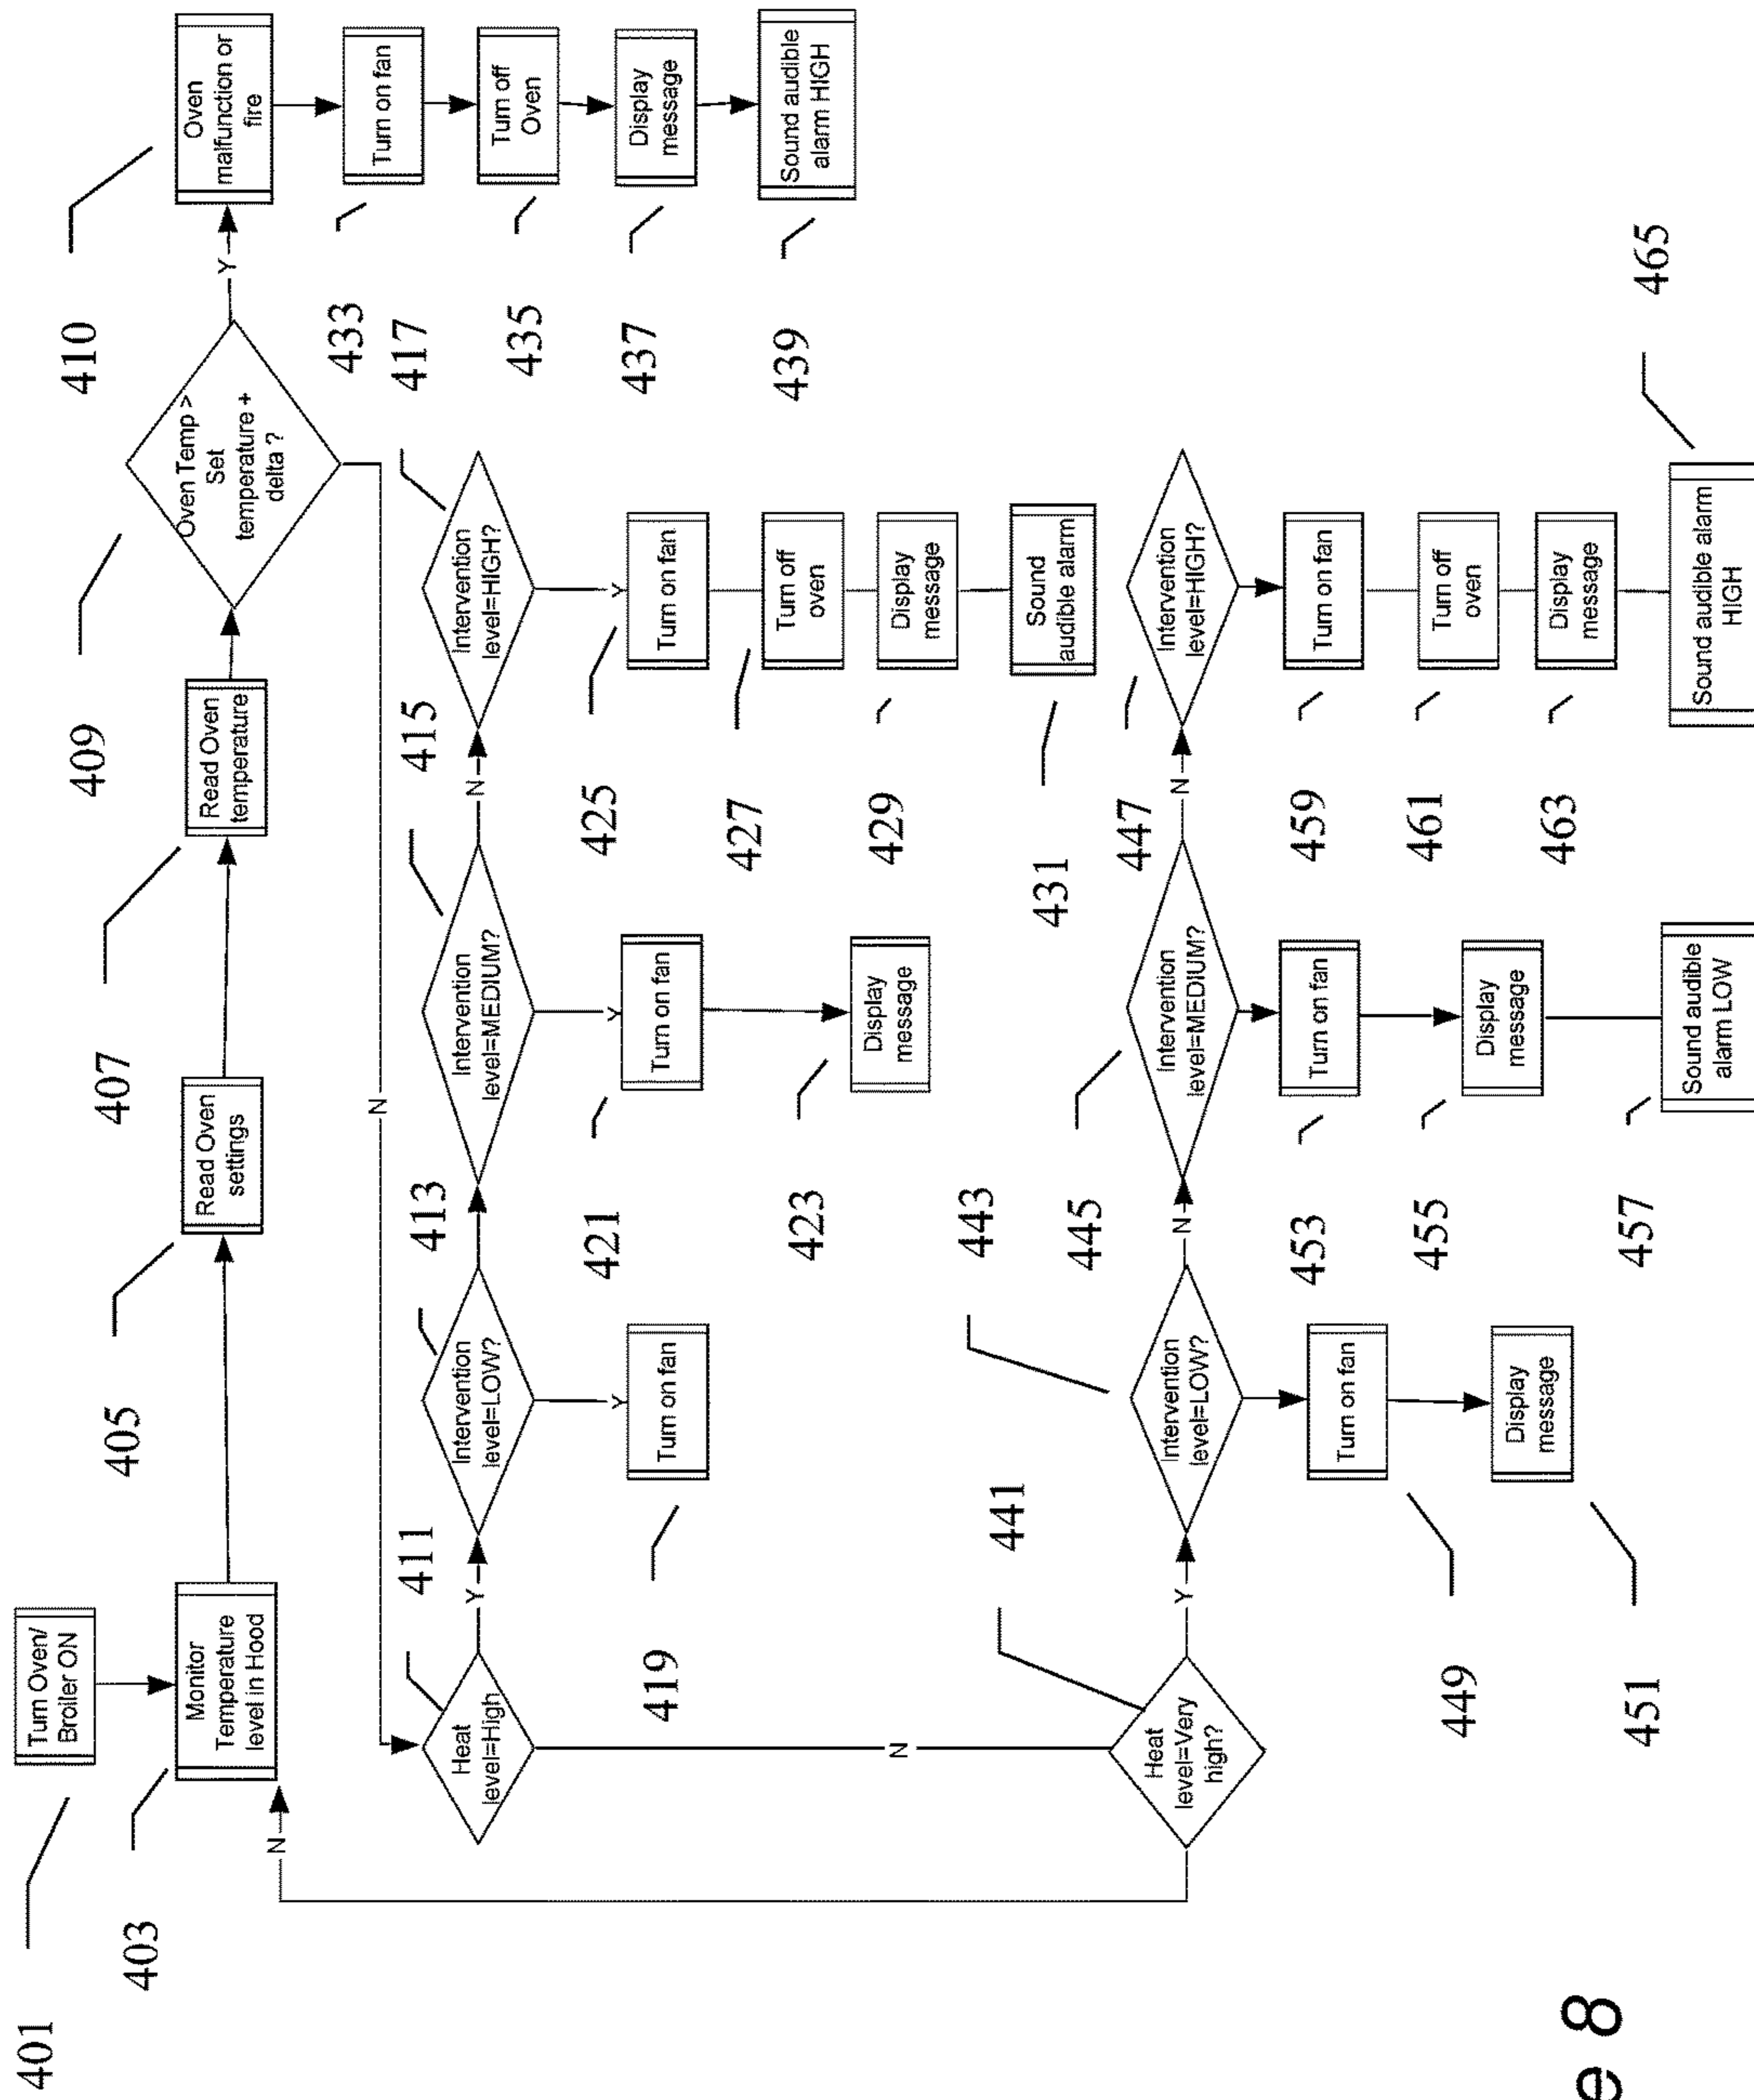 401
Turn Oven/
Broiler ON
403
Monitor
Temperature
level in Hood
405
Read Oven
settings
407
Read Oven
temperature
409
Oven Temp >
Set
temperature +
delta ?
Y
410
Oven
malfunction or
fire
433
Turn on fan
435
Turn off
Oven
437
Display
message
439
Sound audible
alarm HIGH
N
N
411
Heat
level=High
Y
413
Intervention
level=LOW?
415
Intervention
level=MEDIUM?
N
417
Intervention
level=HIGH?
Y
419
Turn on fan
Y
421
Turn on fan
423
Display
message
Y
425
Turn on fan
427
Turn off
oven
429
Display
message
431
Sound
audible alarm
N
441
Heat
level=Very
high?
Y
443
Intervention
level=LOW?
N
445
Intervention
level=MEDIUM?
N
447
Intervention
level=HIGH?
449
Turn on fan
451
Display
message
453
Turn on fan
455
Display
message
457
Sound audible
alarm LOW
459
Turn on fan
461
Turn off
oven
463
Display
message
465
Sound audible alarm
HIGH
e 8